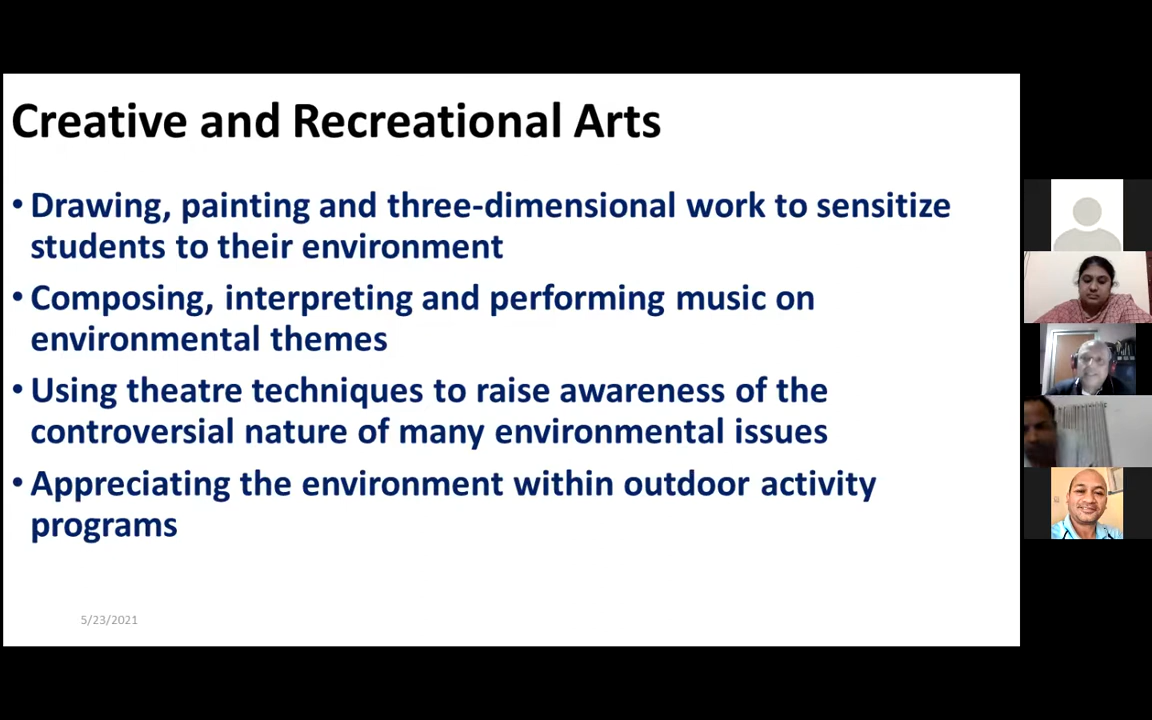 Creative and Recreational Arts
• Drawing, painting and three-dimensional work to sensitize
students to their environment
• Composing, interpreting and performing music on
environmental themes
• Using theatre techniques to raise awareness of the
controversial nature of many environmental issues
• Appreciating the environment within outdoor activity
programs
5/23/2021